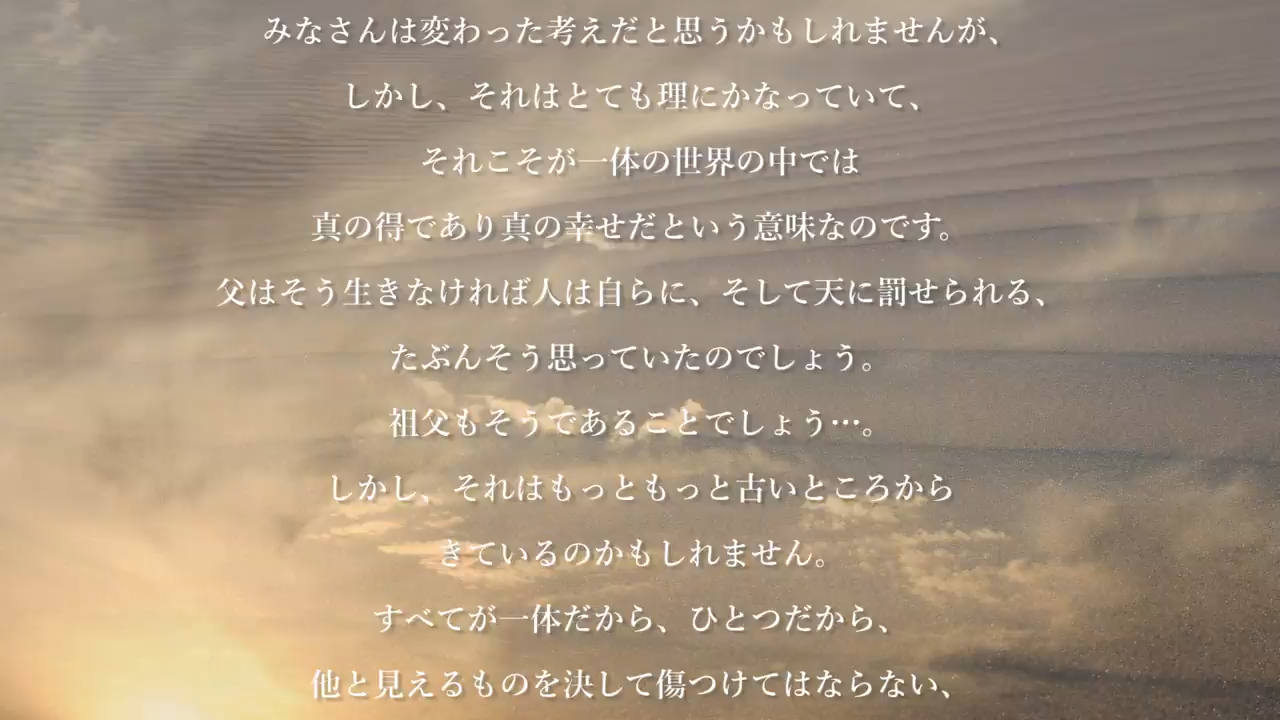 みなさんは変わった考えだと思うかもしれませんが、
しかし、それはとても理にかなっていて、
それこそが一体の世界の中では
真の得であり真の幸せだという意味なのです。
父はそう生きなければ人は自らに、そして天に罰せられる、
たぶんそう思っていたのでしょう。
祖父もそうであることでしょう…。
しかし、それはもっともっと古いところから
きているのかもしれません。
すべてが一体だから、ひとつだから、
他と見えるものを決して傷つけてはならない、